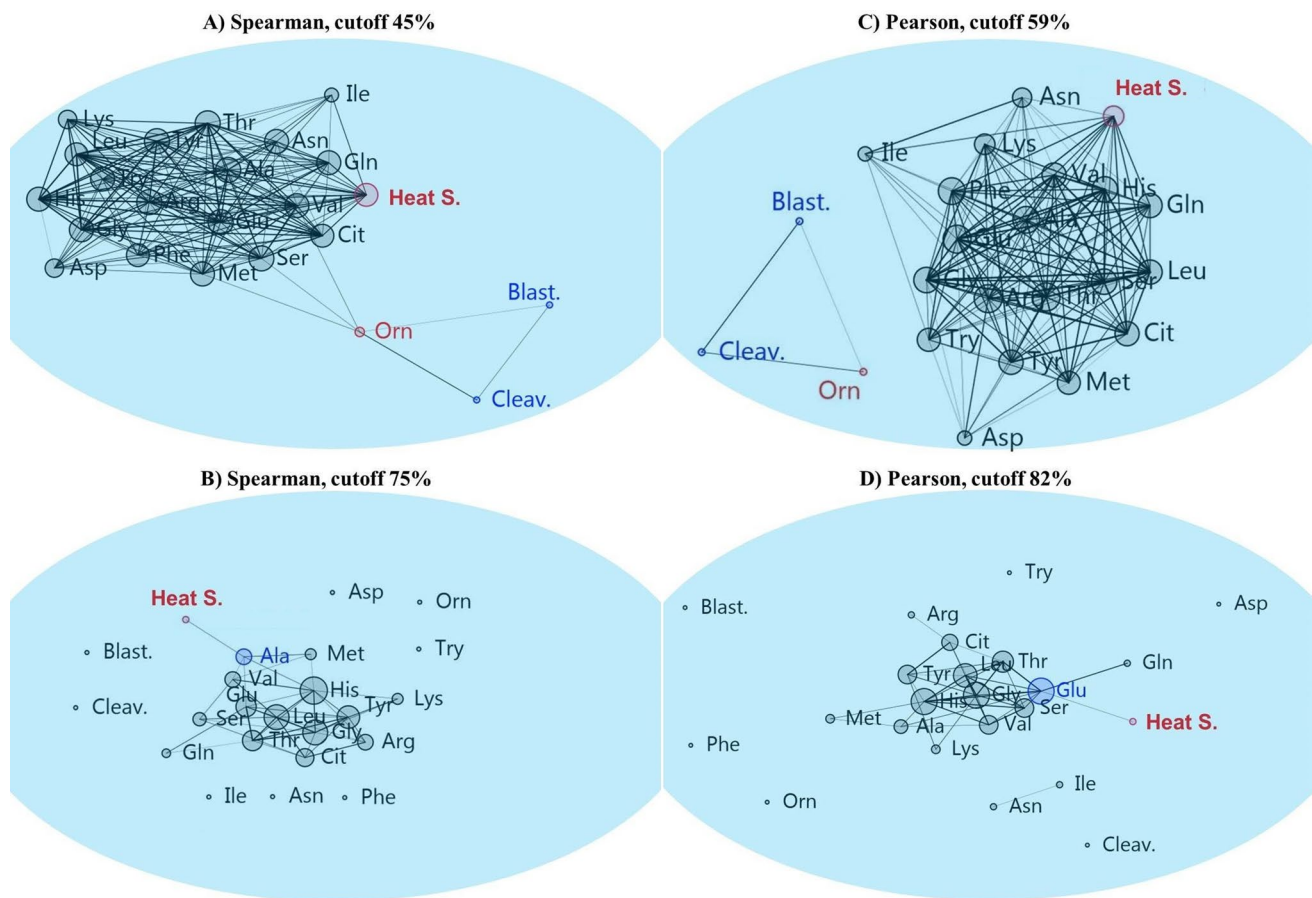 A) Spearman, cutoff 45%
Ile
Lys
Thr
Leu
Tyr
Asn
Gln
Ala
Try
His
Arg
Val
Heat S.
Glu
Gly
Cit
Phe
Ser
Asp
Met
Blast.
Orn
Cleav.
C) Pearson, cutoff 59%
Heat S.
Asn
Ile
Lys
Val
Phe
His
Blast.
Gln
Ala
Glu
Gly
Leu
Ser
Arg
Thr
Try
Cit
Cleav.
Tyr
Orn
Met
Asp
B) Spearman, cutoff 75%
Heat S.
Asp
Orn
Blast.
Ala
Met
Try
Val
His
Glu
Tyr
Lys
Cleav.
Ser
Leu
Gly
Thr
Arg
Gln
Cit
Ile
Asn
Phe
D) Pearson, cutoff 82%
Try
Blast.
Asp
Arg
Cit
Leu
Thr
Gln
Tyr
Glu
His
Gly
Ser
Met
Ala
Val
Heat S.
Phe
Lys
Ile
Orn
Asn
Cleav.